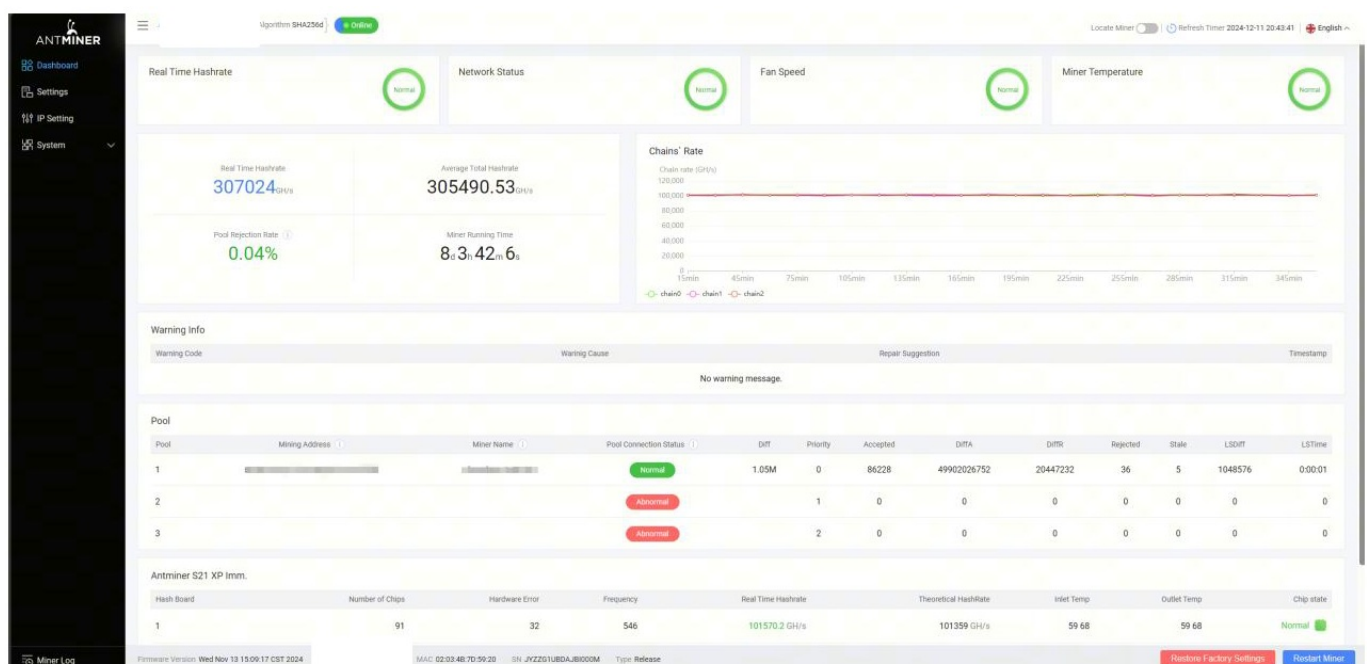 ANTMINER
Algorithm SHA256d Online
Locate Miner Refresh Timer 2024-12-11 20:43:41 English
Dashboard
Settings
IP Setting
System
Real Time Hashrate Normal
Network Status Normal
Fan Speed Normal
Miner Temperature Normal
Real Time Hashrate
307024 GH/s
Average Total Hashrate
305490.53 GH/s
Pool Rejection Rate
0.04%
Miner Running Time
8d 3h 42m 6s
Chains' Rate
Chain rate (GH/s)
120,000
100,000
80,000
60,000
40,000
20,000
0
15min 45min 75min 105min 135min 165min 195min 225min 255min 285min 315min 345min
chain0 chain1 chain2
Warning Info
Warning Code Warinig Cause Repair Suggestion Timestamp
No warning message.
Pool
Pool Mining Address Miner Name Pool Connection Status Diff Priority Accepted DiffA DiffR Rejected Stale LSDiff LSTime
1 Normal 1.05M 0 86228 49902026752 20447232 36 5 1048576 0:00:01
2 Abnormal 1 0 0 0 0 0 0 0
3 Abnormal 2 0 0 0 0 0 0 0
Antminer S21 XP Imm.
Hash Board Number of Chips Hardware Error Frequency Real Time Hashrate Theoretical HashRate Inlet Temp Outlet Temp Chip state
1 91 32 546 101570.2 GH/s 101359 GH/s 59 68 59 68 Normal
Miner Log
Firmware Version Wed Nov 13 15:09:17 CST 2024 MAC 02:03:4B:7D:59:20 SN JYZZG1UBDAJBI000M Type Release
Restore Factory Settings Restart Miner